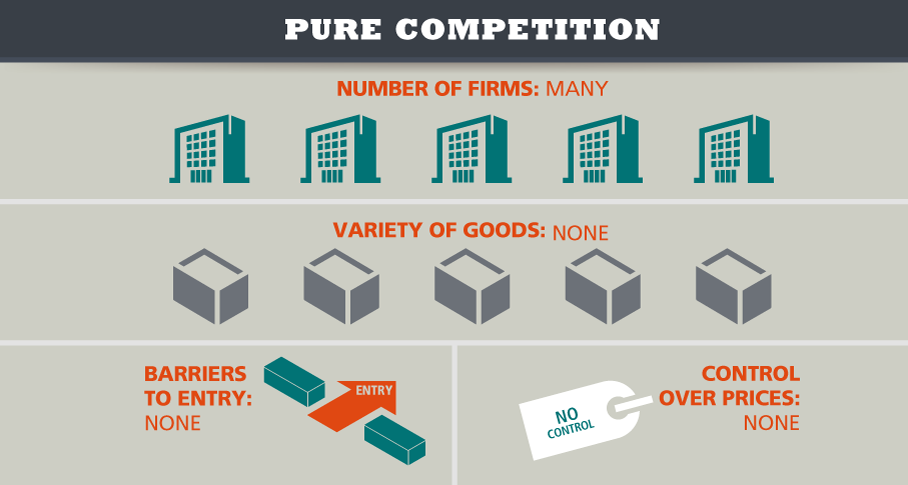 PURE COMPETITION
NUMBER OF FIRMS: MANY
VARIETY OF GOODS: NONE
BARRIERS
TO ENTRY:
NONE
ENTRY
NO
CONTROL
CONTROL
OVER PRICES:
NONE